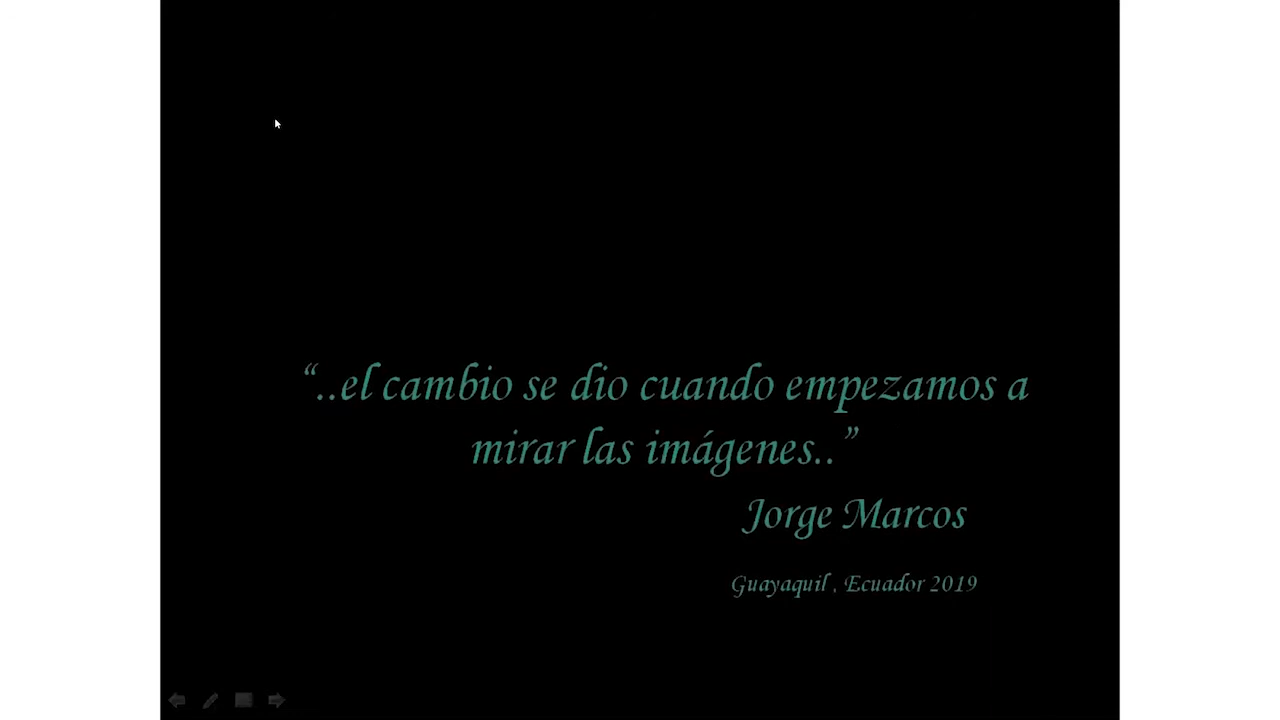 “..el cambio se dio cuando empezamos a
mirar las imágenes..”
Jorge Marcos
Guayaquil , Ecuador 2019